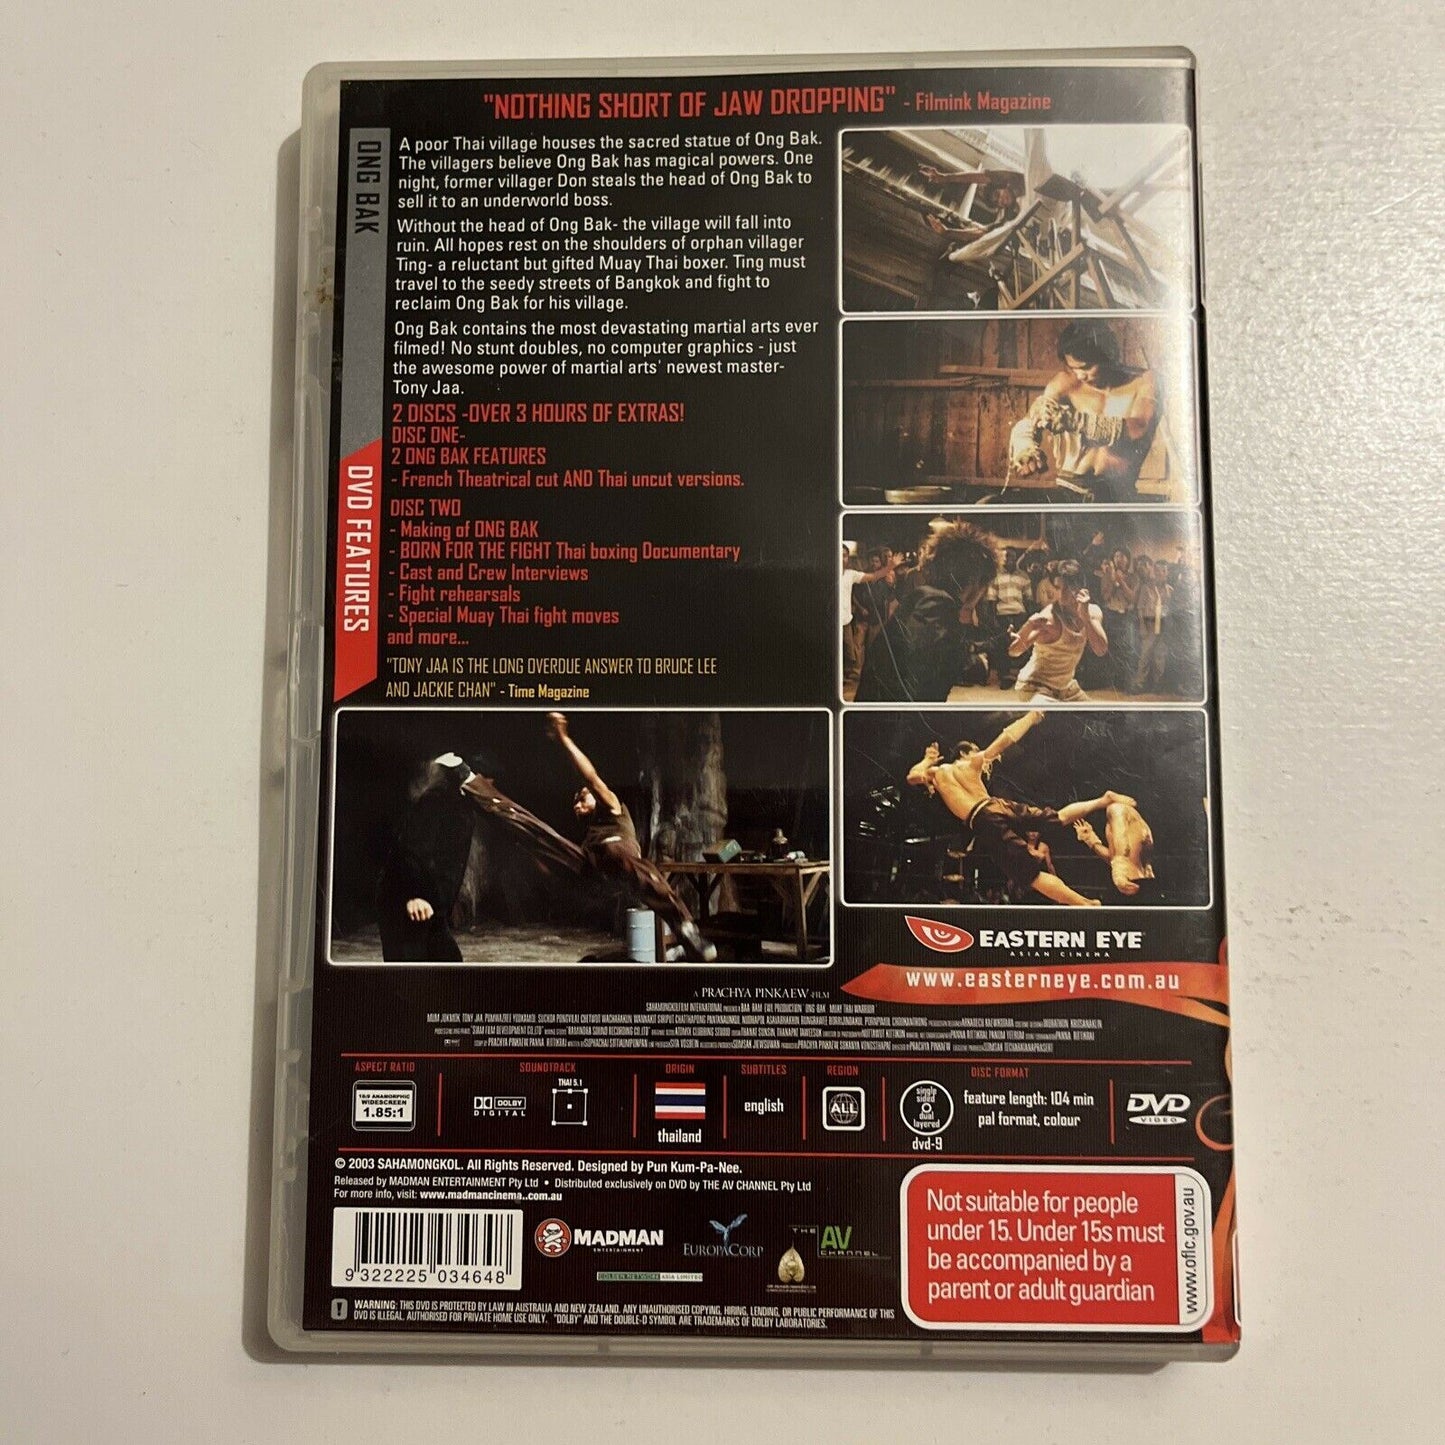 "NOTHING SHORT OF JAW DROPPING" - Filmink Magazine
ONG BAK
A poor Thai village houses the sacred statue of Ong Bak.
The villagers believe Ong Bak has magical powers. One
night, former villager Don steals the head of Ong Bak to
sell it to an underworld boss.
Without the head of Ong Bak- the village will fall into
ruin. All hopes rest on the shoulders of orphan villager
Ting- a reluctant but gifted Muay Thai boxer. Ting must
travel to the seedy streets of Bangkok and fight to
reclaim Ong Bak for his village.
Ong Bak contains the most devastating martial arts ever
filmed! No stunt doubles, no computer graphics - just
the awesome power of martial arts' newest master-
Tony Jaa.
DVD FEATURES
2 DISCS -OVER 3 HOURS OF EXTRAS!
DISC ONE-
2 ONG BAK FEATURES
- French Theatrical cut AND Thai uncut versions.
DISC TWO
- Making of ONG BAK
- BORN FOR THE FIGHT Thai boxing Documentary
- Cast and Crew Interviews
- Fight rehearsals
- Special Muay Thai fight moves
and more...
"TONY JAA IS THE LONG OVERDUE ANSWER TO BRUCE LEE
AND JACKIE CHAN" - Time Magazine
EASTERN EYE
ASIAN CINEMA
www.easterneye.com.au
A PRACHYA PINKAEW-FILM
ASPECT RATIO
16:9 ANAMORPHIC
WIDESCREEN
1.85:1
SOUNDTRACK
DOLBY
DIGITAL
THAI 5.1
ORIGIN
thailand
SUBTITLES
english
REGION
ALL
DISC FORMAT
single
sided
dual
layered
dvd-9
feature length: 104 min
pal format, colour
DVD
VIDEO
© 2003 SAHAMONGKOL. All Rights Reserved. Designed by Pun Kum-Pa-Nee.
Released by MADMAN ENTERTAINMENT Pty Ltd • Distributed exclusively on DVD by THE AV CHANNEL Pty Ltd
For more info, visit: www.madmancinema..com.au
9 322225 034648
MADMAN
ENTERTAINMENT
EUROPACORP
THE AV CHANNEL
GOLDEN NETWORK ASIA LIMITED
Not suitable for people
under 15. Under 15s must
be accompanied by a
parent or adult guardian
www.oflc.gov.au
WARNING: THIS DVD IS PROTECTED BY LAW IN AUSTRALIA AND NEW ZEALAND. ANY UNAUTHORISED COPYING, HIRING, LENDING, OR PUBLIC PERFORMANCE OF THIS
DVD IS ILLEGAL. AUTHORISED FOR PRIVATE HOME USE ONLY. "DOLBY" AND THE DOUBLE-D SYMBOL ARE TRADEMARKS OF DOLBY LABORATORIES.